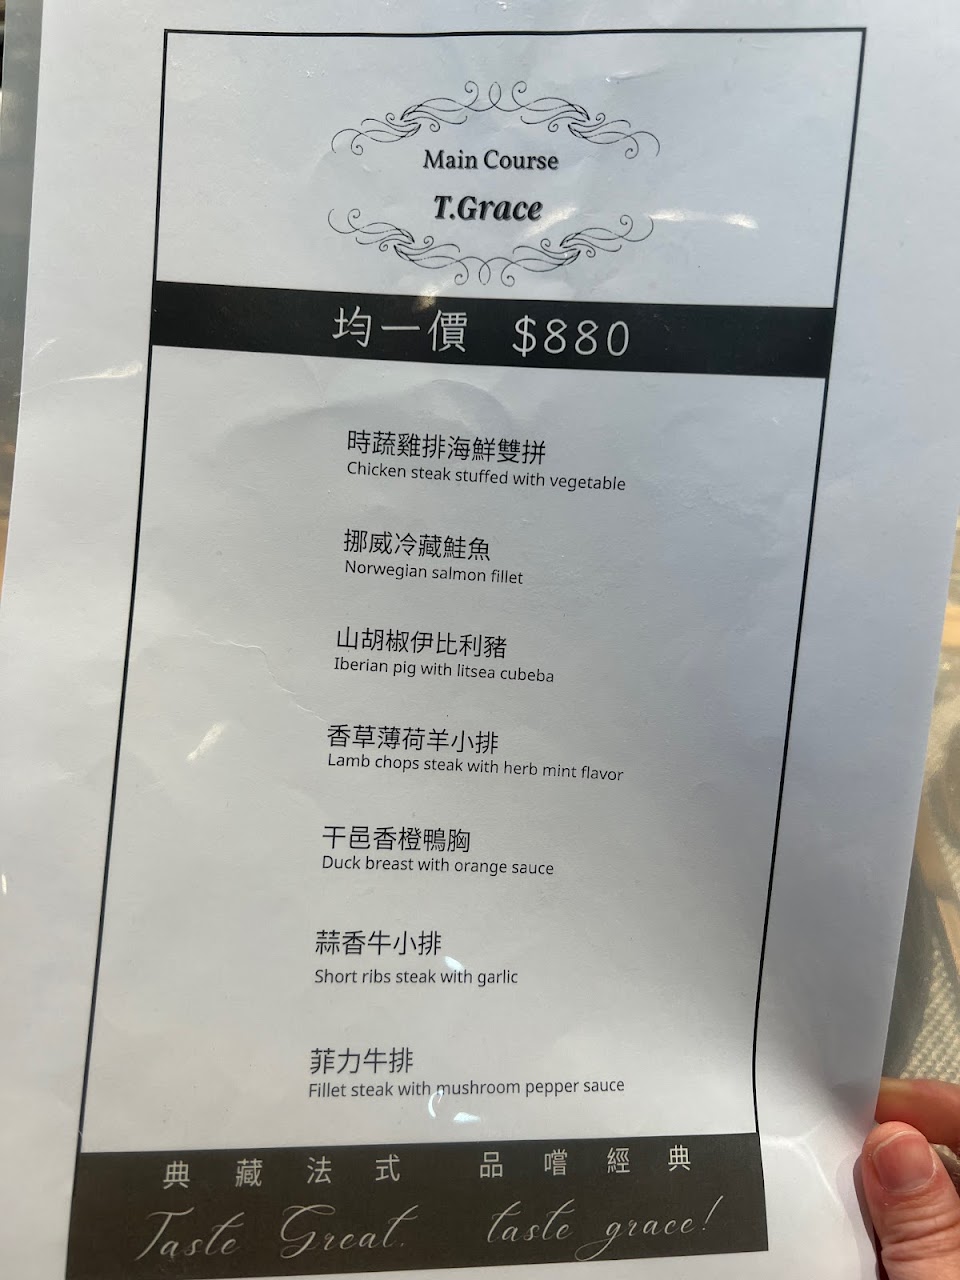 Main Course
T.Grace
均一價 $880
時蔬雞排海鮮雙拼
Chicken steak stuffed with vegetable
挪威冷藏鮭魚
Norwegian salmon fillet
山胡椒伊比利豬
Iberian pig with litsea cubeba
香草薄荷羊小排
Lamb chops steak with herb mint flavor
干邑香橙鴨胸
Duck breast with orange sauce
蒜香牛小排
Short ribs steak with garlic
菲力牛排
Fillet steak with mushroom pepper sauce
典藏法式 品嚐經典
Taste Great. taste grace!